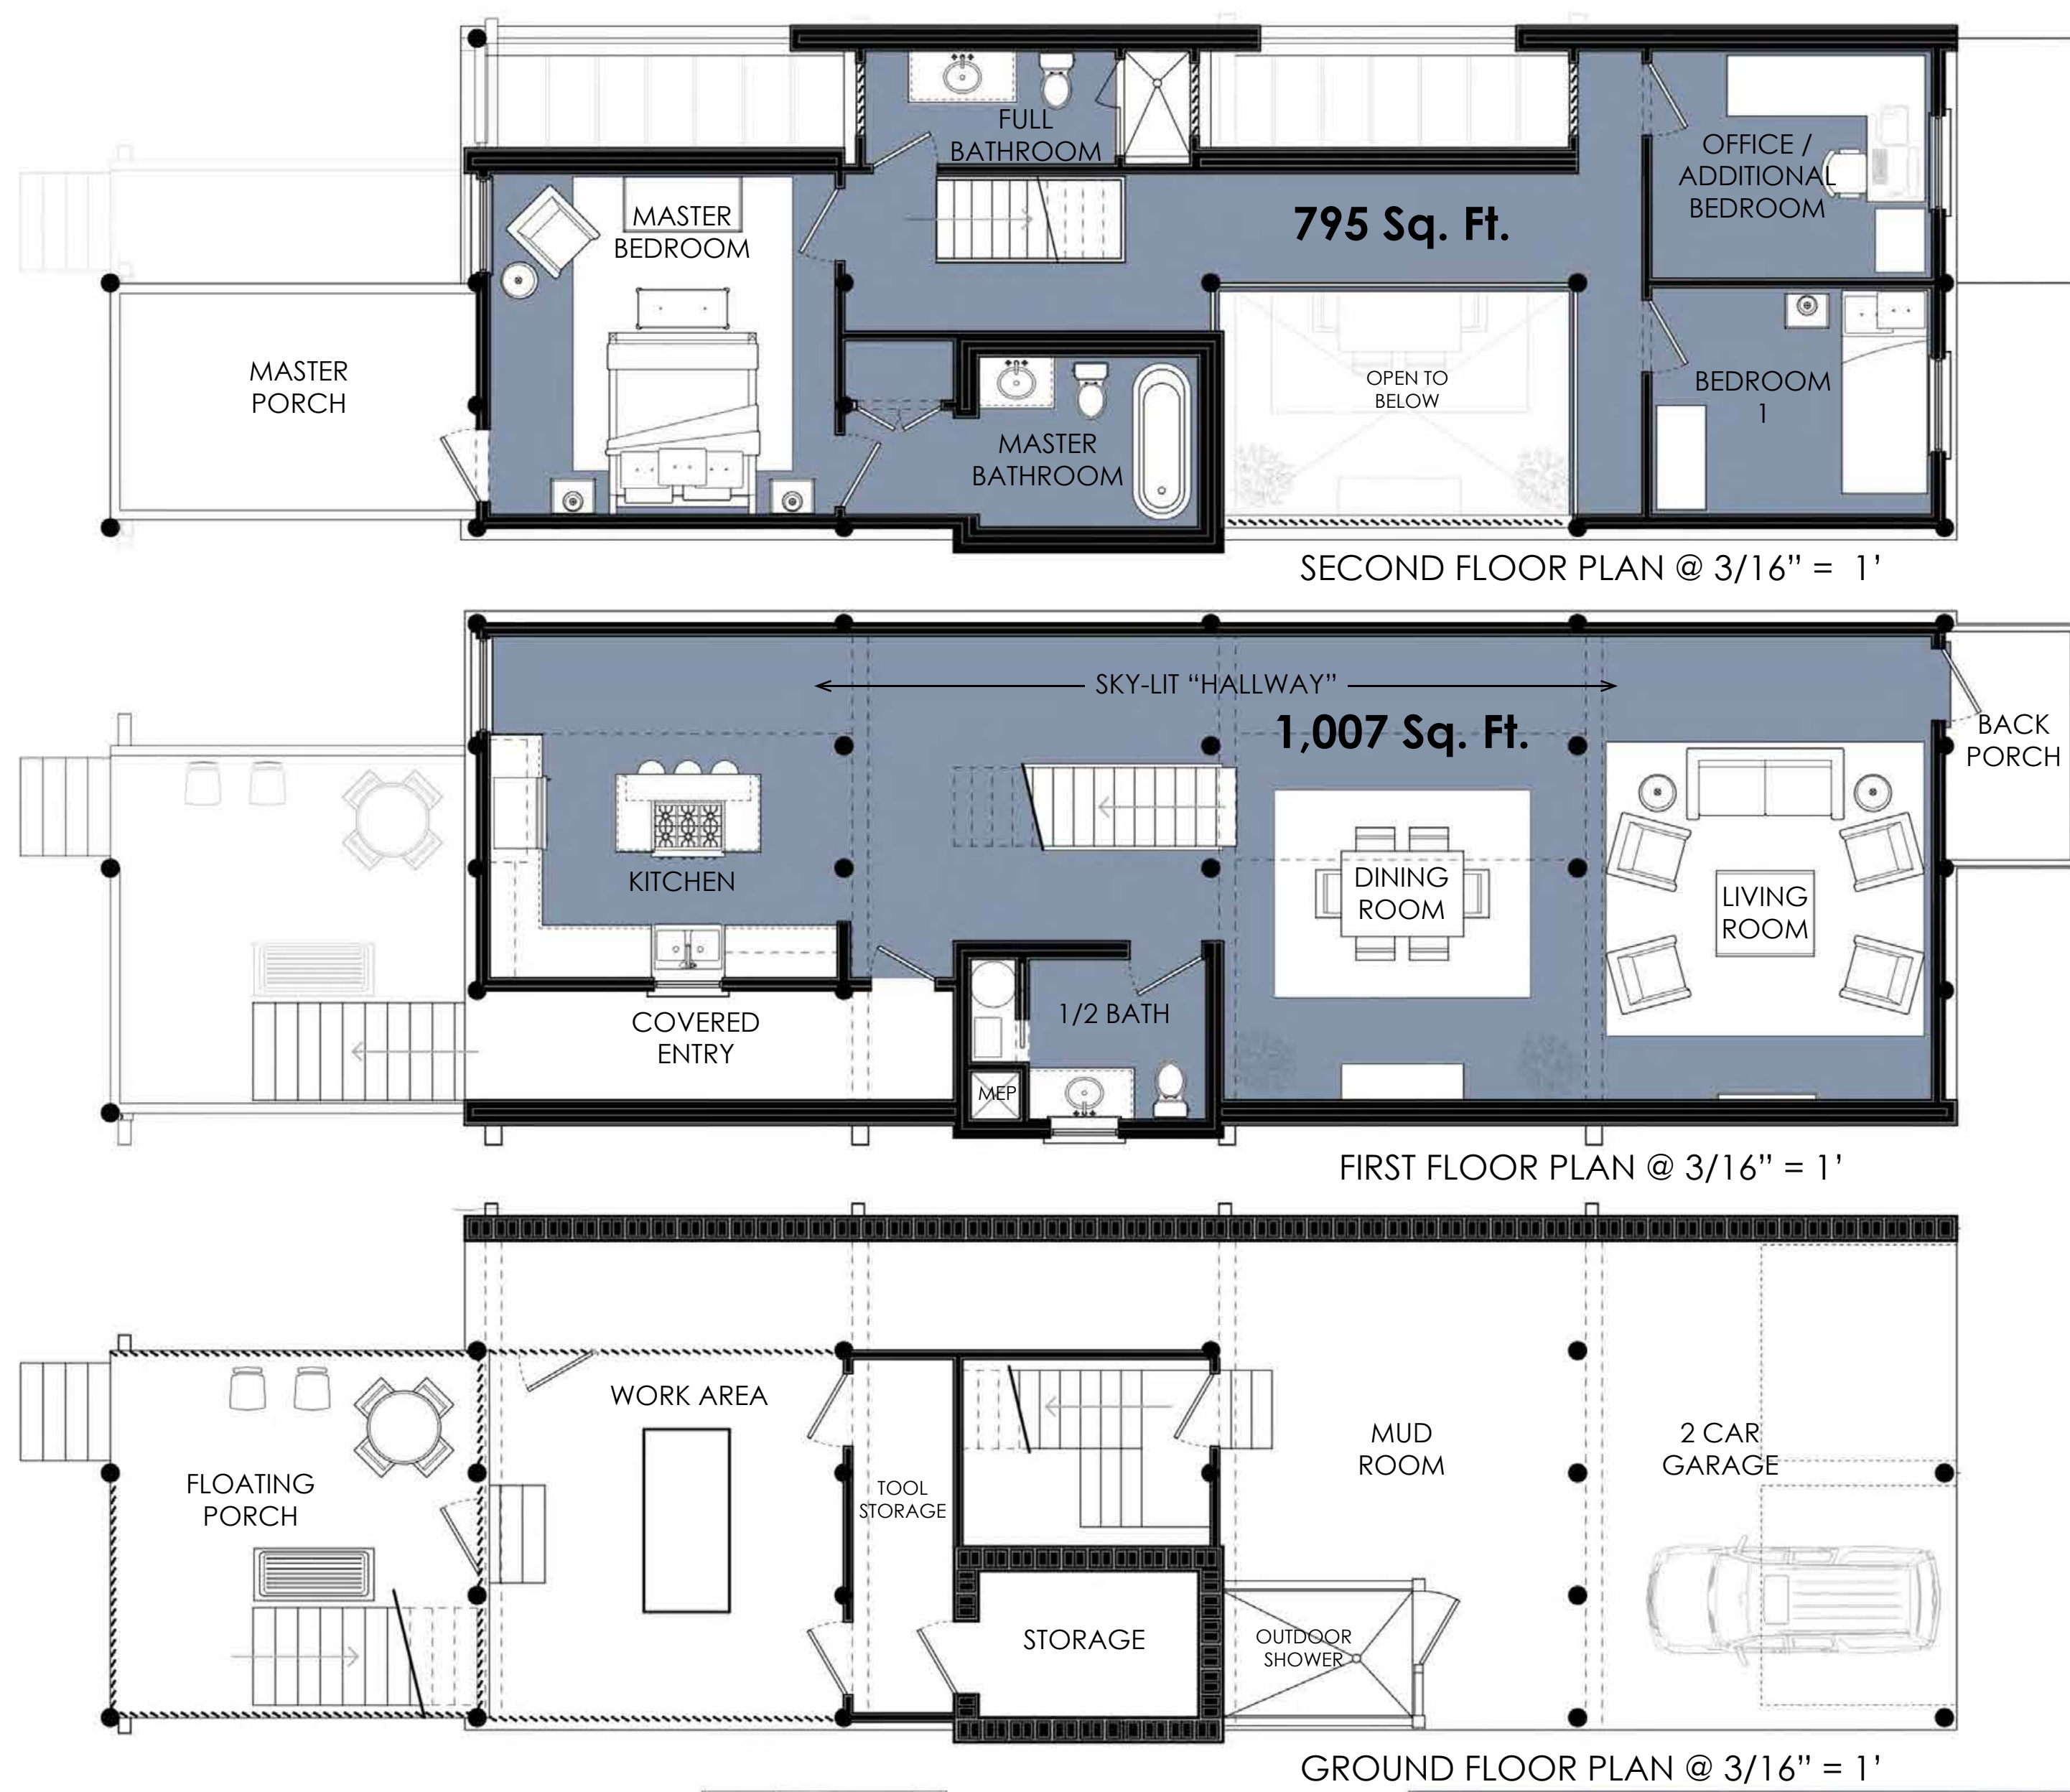 FULL
BATHROOM
OFFICE /
ADDITIONAL
BEDROOM
MASTER
BEDROOM
795 Sq. Ft.
MASTER
PORCH
OPEN TO
BELOW
BEDROOM
1
MASTER
BATHROOM
SECOND FLOOR PLAN @ 3/16” = 1’
SKY-LIT “HALLWAY”
1,007 Sq. Ft.
BACK
PORCH
KITCHEN
DINING
ROOM
LIVING
ROOM
COVERED
ENTRY
1/2 BATH
MEP
FIRST FLOOR PLAN @ 3/16” = 1’
WORK AREA
MUD
ROOM
2 CAR
GARAGE
FLOATING
PORCH
TOOL
STORAGE
STORAGE
OUTDOOR
SHOWER
GROUND FLOOR PLAN @ 3/16” = 1’